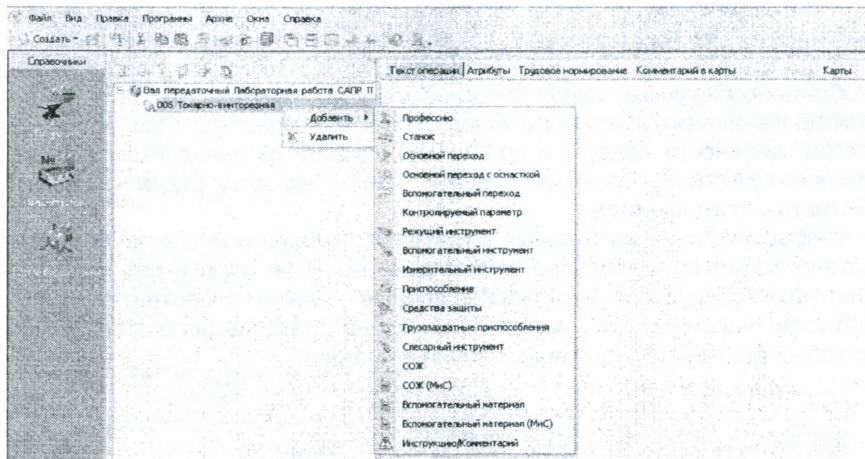 Файл Вид Правка Программы Архив Окна Справка
Создать
Справочники
Текст операции Атрибуты Трудовое нормирование Комментарий в карты Карты
Вал передаточный Лабораторная работа САПР ТП
005 Токарно-винторезная
Добавить
Удалить
Профессию
Станок
Основной переход
Основной переход с оснасткой
Вспомогательный переход
Контролируемый параметр
Режущий инструмент
Вспомогательный инструмент
Измерительный инструмент
Приспособление
Средства защиты
Грузозахватные приспособления
Слесарный инструмент
СОЖ
СОЖ (МиС)
Вспомогательный материал
Вспомогательный материал (МиС)
Инструкцию/Комментарий